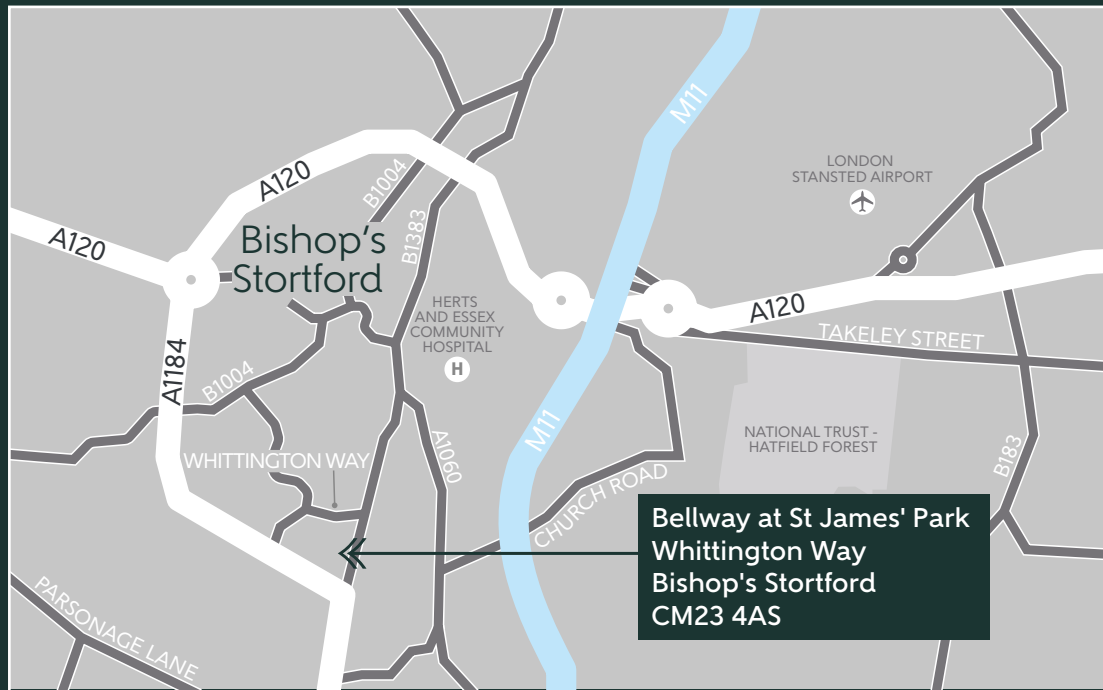 M11
LONDON
STANSTED AIRPORT
A120
B1004
B1383
A120
Bishop's
Stortford
HERTS
AND ESSEX
COMMUNITY
HOSPITAL
H
A120
TAKELEY STREET
A1184
B1004
M11
NATIONAL TRUST -
HATFIELD FOREST
A1060
B183
WHITTINGTON WAY
CHURCH ROAD
Bellway at St James' Park
Whittington Way
Bishop's Stortford
CM23 4AS
PARSONAGE LANE